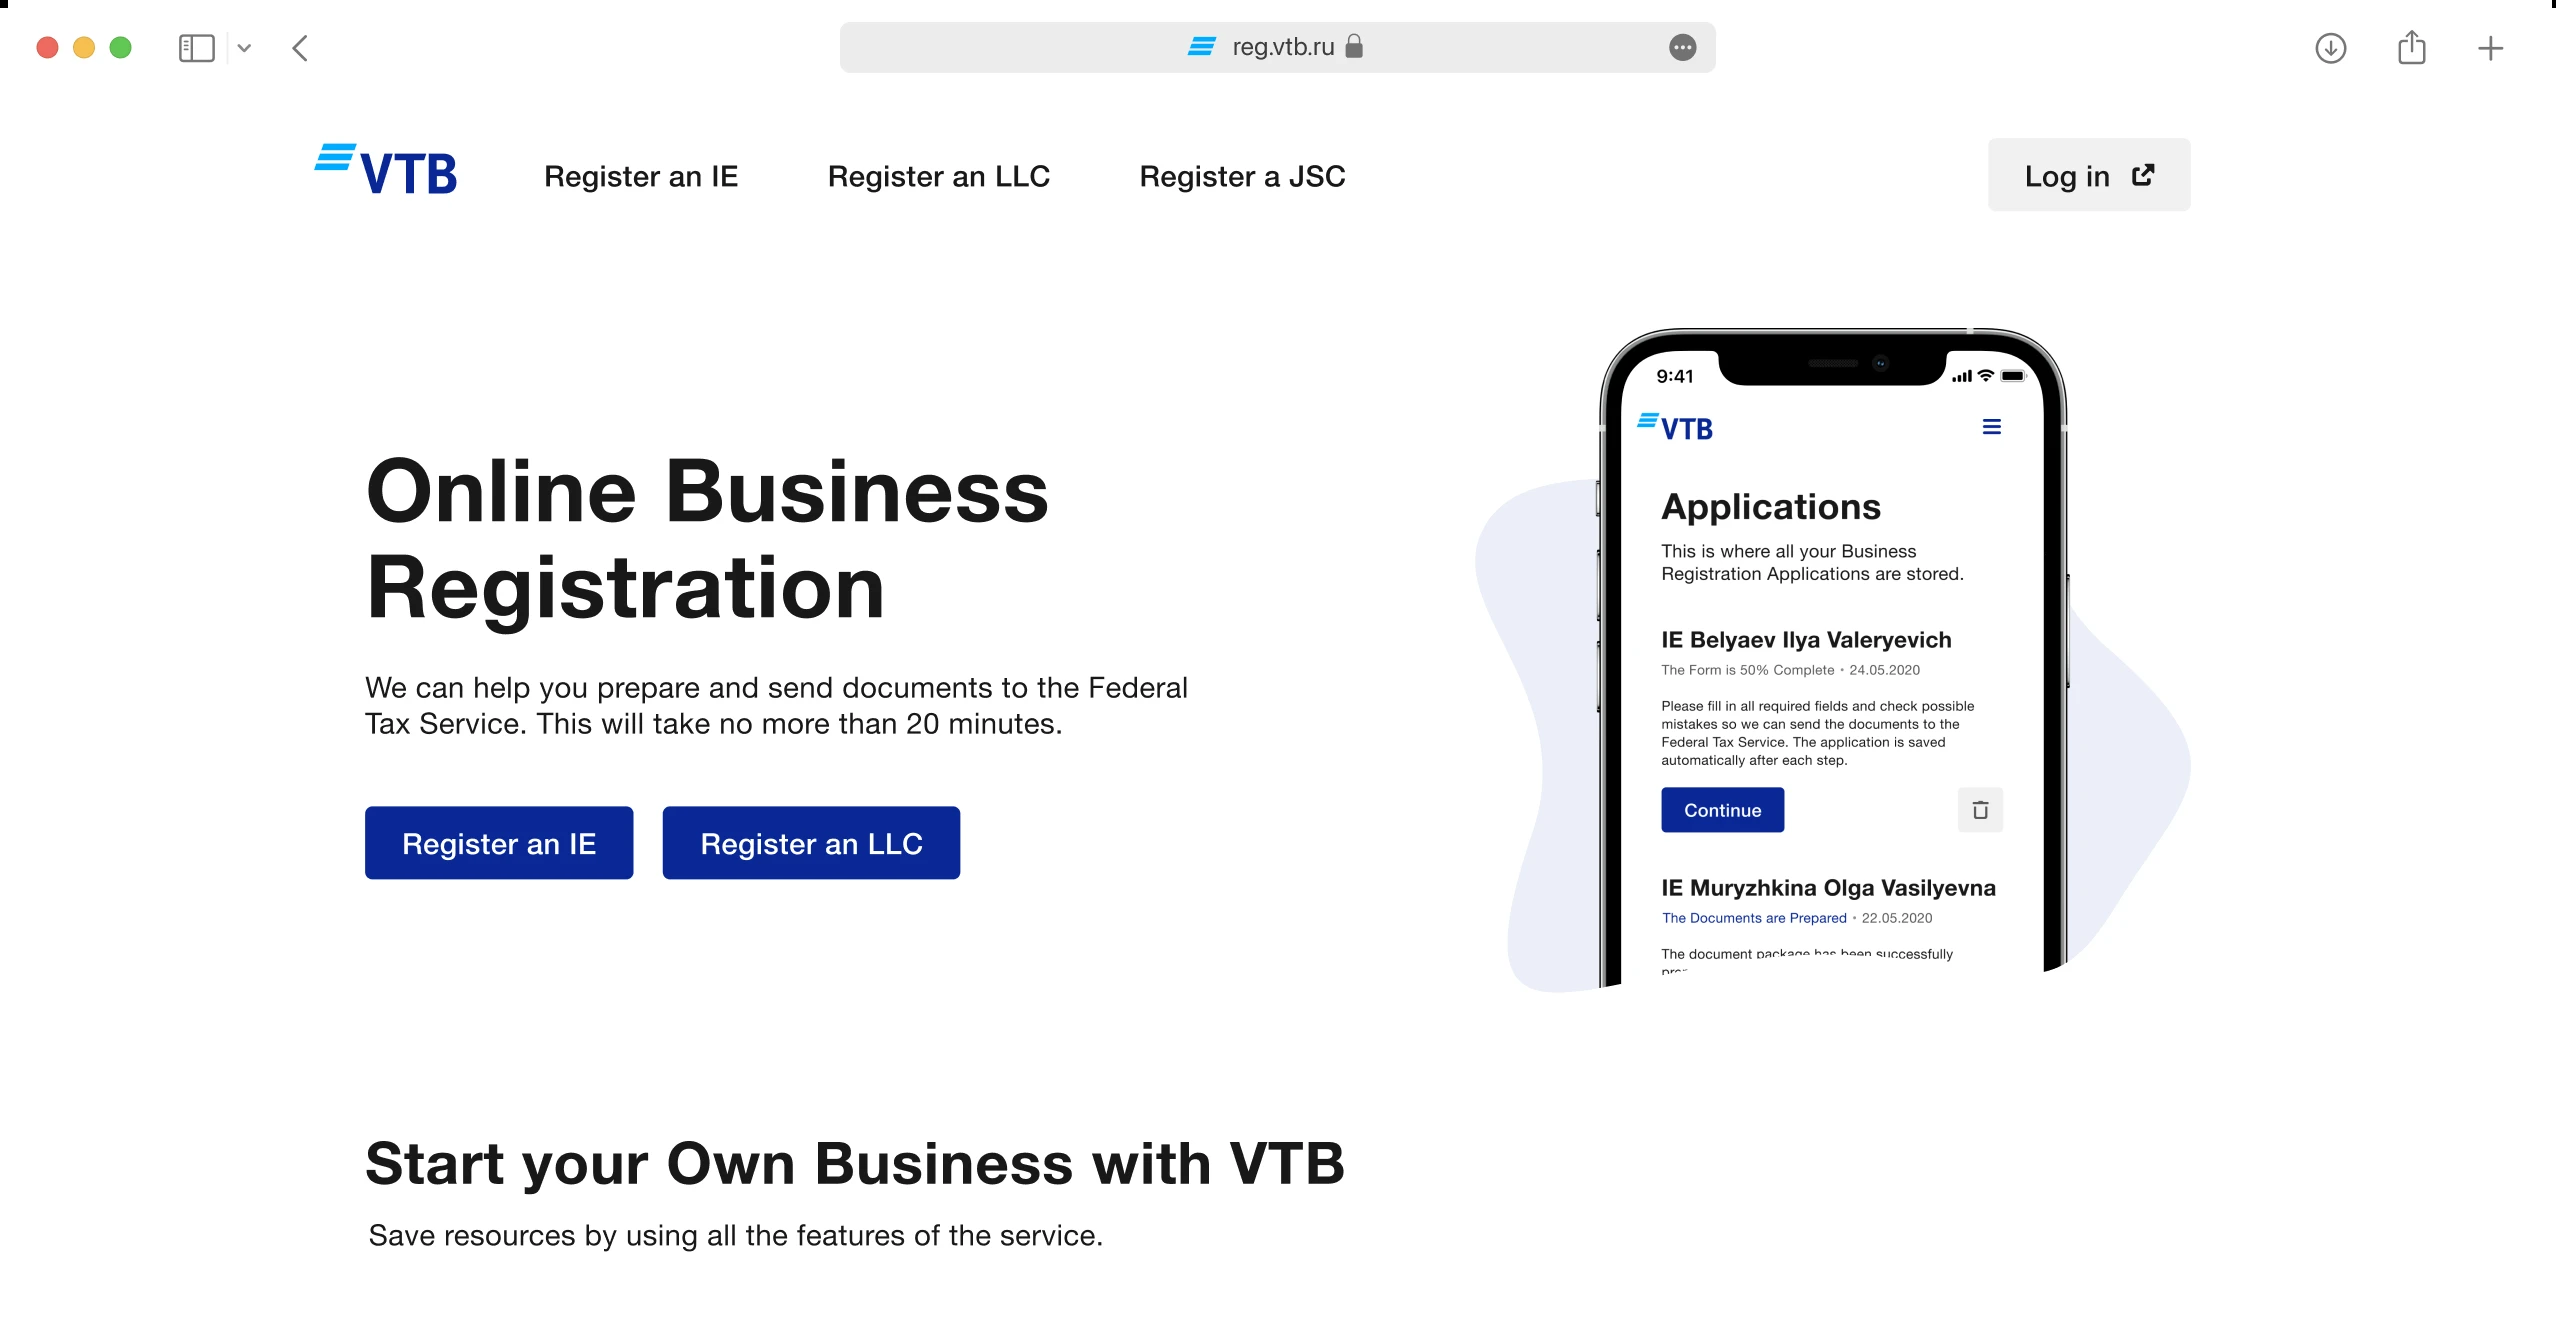 reg.vtb.ru
VTB
Register an IE
Register an LLC
Register a JSC
Log in
Online Business
Registration
We can help you prepare and send documents to the Federal
Tax Service. This will take no more than 20 minutes.
Register an IE
Register an LLC
9:41
VTB
Applications
This is where all your Business
Registration Applications are stored.
IE Belyaev Ilya Valeryevich
The Form is 50% Complete • 24.05.2020
Please fill in all required fields and check possible
mistakes so we can send the documents to the
Federal Tax Service. The application is saved
automatically after each step.
Continue
IE Muryzhkina Olga Vasilyevna
The Documents are Prepared • 22.05.2020
The document package has been successfully
Start your Own Business with VTB
Save resources by using all the features of the service.